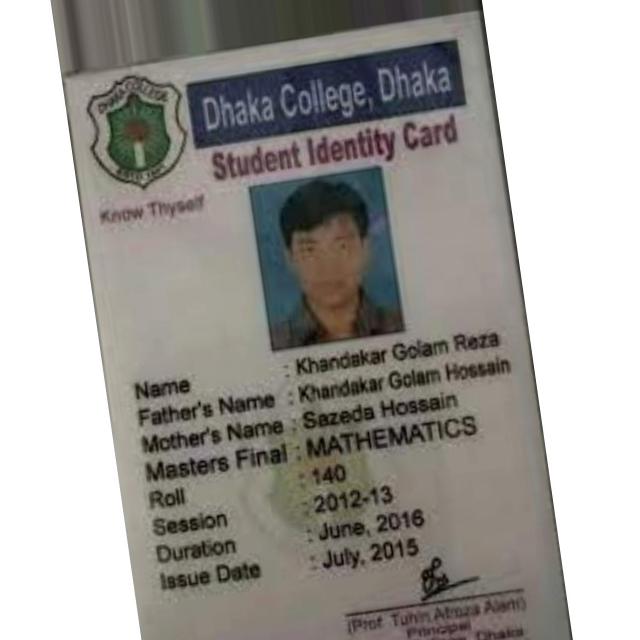 DHAKA COLLEGE
Dhaka College, Dhaka
Student Identity Card
Know Thyself
Name : Khandakar Golam Reza
Father's Name : Khandakar Golam Hossain
Mother's Name : Sazeda Hossain
Masters Final : MATHEMATICS
Roll : 140
Session : 2012-13
Duration : June, 2016
Issue Date : July, 2015
(Prof. Tuhin Afroza Alam)
Principal
Dhaka